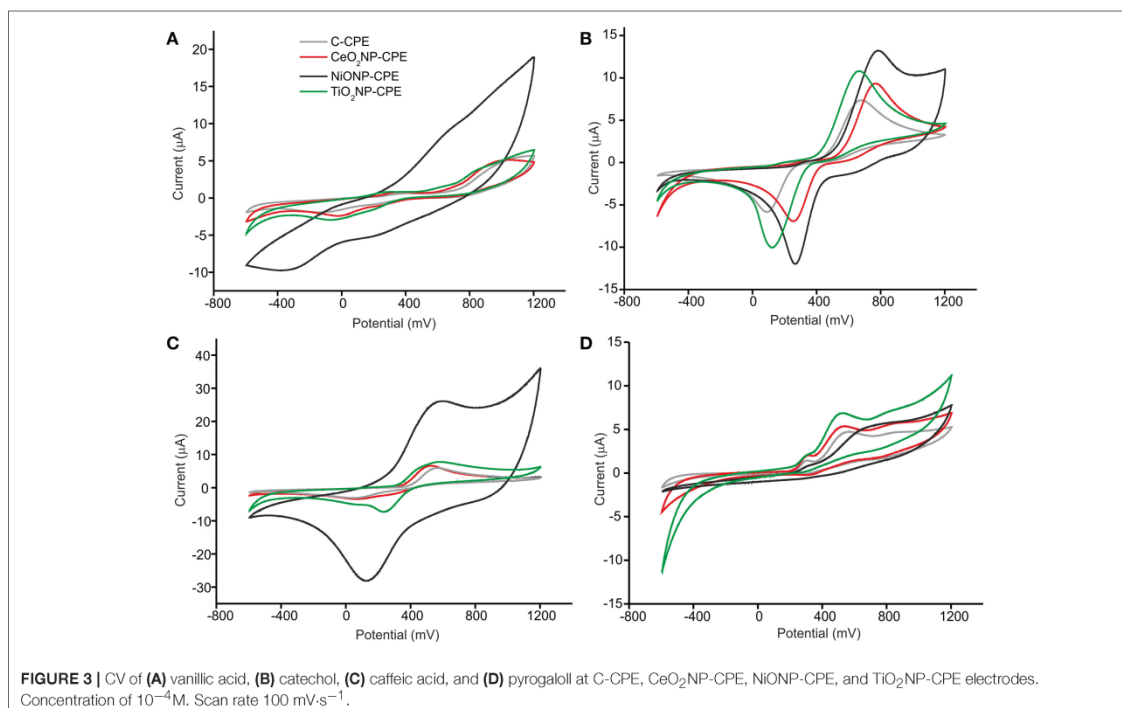 A
C-CPE
CeO₂NP-CPE
NiONP-CPE
TiO₂NP-CPE
20
15
10
5
0
-5
-10
Current (µA)
-400
0
400
800
1200
Potential (mV)
B
15
10
5
0
-5
-10
-15
Current (µA)
-800
-400
0
400
800
1200
Potential (mV)
C
40
30
20
10
0
-10
-20
-30
Current (µA)
-400
0
400
800
1200
Potential (mV)
D
15
10
5
0
-5
-10
-15
Current (µA)
-800
-400
0
400
800
1200
Potential (mV)
FIGURE 3 | CV of (A) vanillic acid, (B) catechol, (C) caffeic acid, and (D) pyrogaloll at C-CPE, CeO₂NP-CPE, NiONP-CPE, and TiO₂NP-CPE electrodes.
Concentration of 10⁻⁴M. Scan rate 100 mV·s⁻¹.